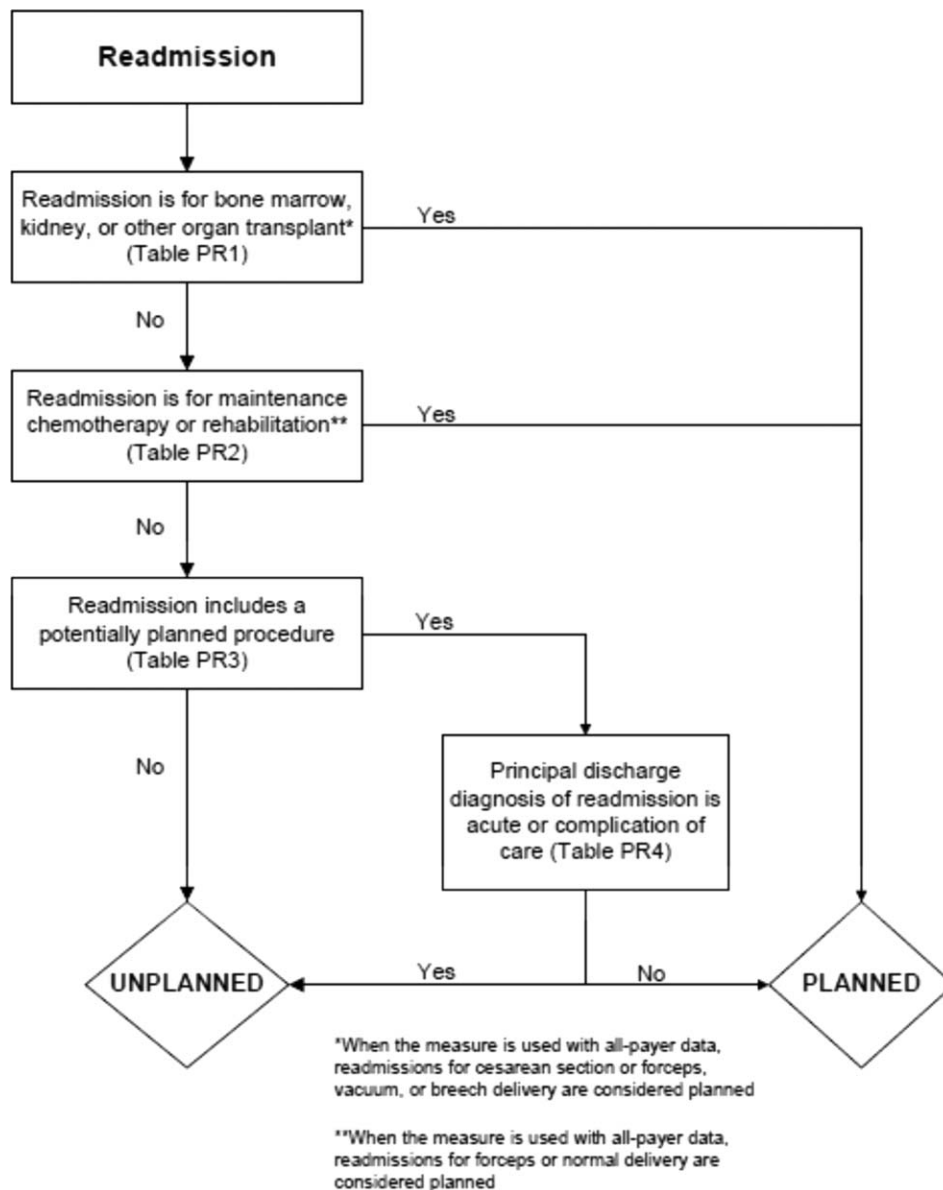 Readmission
Readmission is for bone marrow,
kidney, or other organ transplant*
(Table PR1)
Yes
No
Readmission is for maintenance
chemotherapy or rehabilitation**
(Table PR2)
Yes
No
Readmission includes a
potentially planned procedure
(Table PR3)
Yes
No
Principal discharge
diagnosis of readmission is
acute or complication of
care (Table PR4)
UNPLANNED
Yes
No
PLANNED
*When the measure is used with all-payer data,
readmissions for cesarean section or forceps,
vacuum, or breech delivery are considered planned
**When the measure is used with all-payer data,
readmissions for forceps or normal delivery are
considered planned